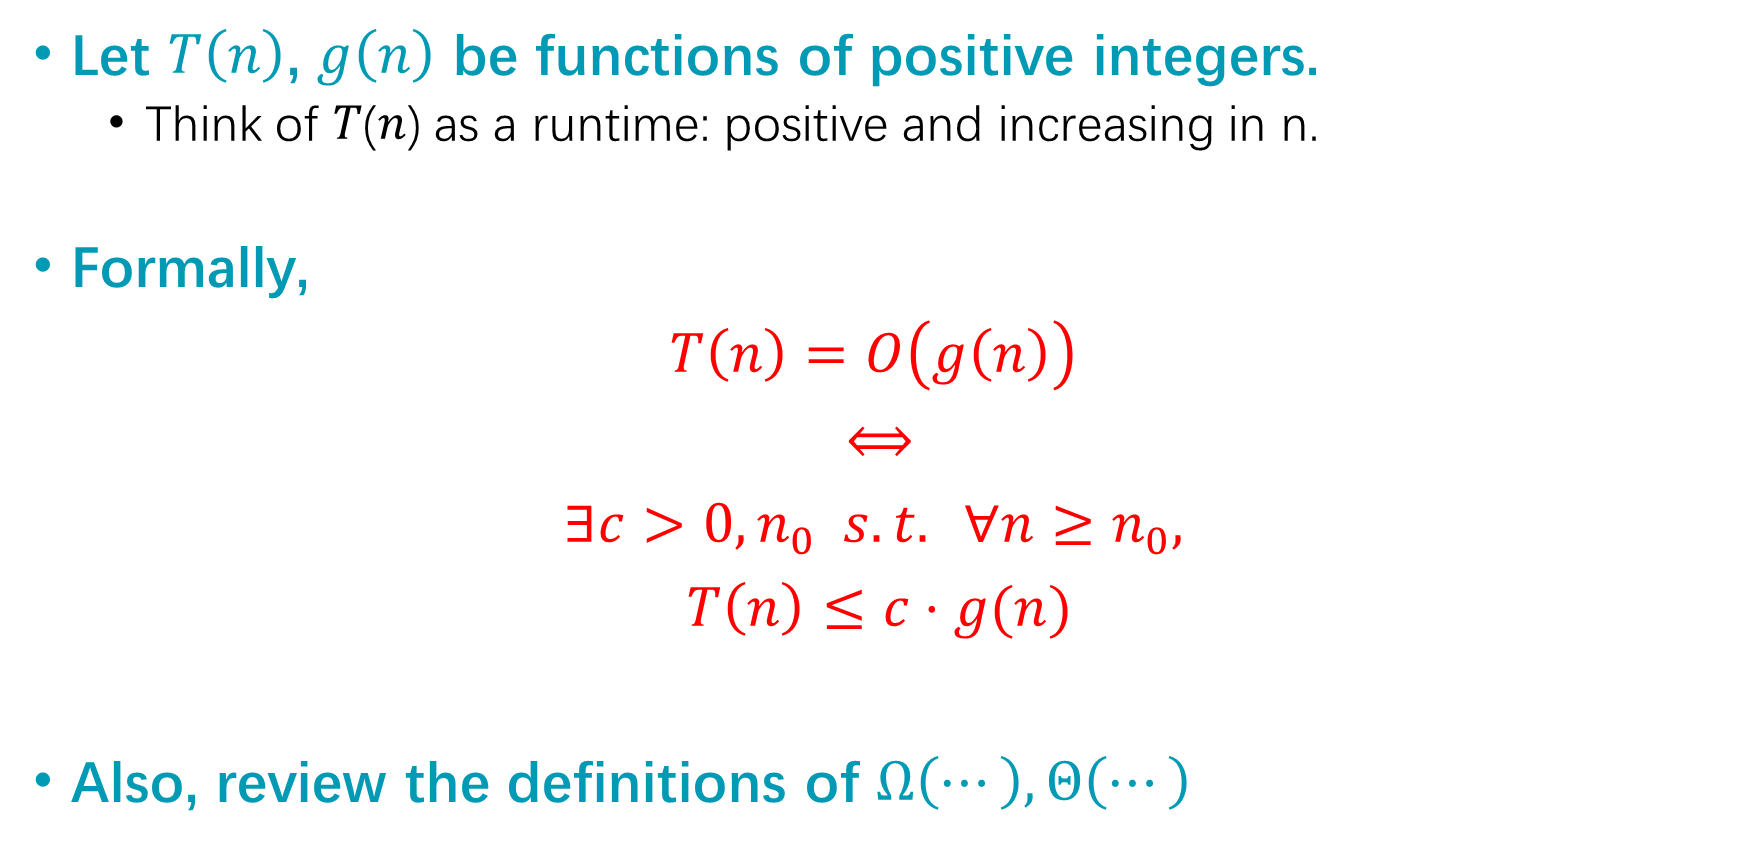 • Let T(n), g(n) be functions of positive integers.
• Think of T(n) as a runtime: positive and increasing in n.
• Formally,
T(n) = O(g(n))
⟺
∃c > 0, n₀ s.t. ∀n ≥ n₀,
T(n) ≤ c · g(n)
• Also, review the definitions of Ω(⋯), Θ(⋯)